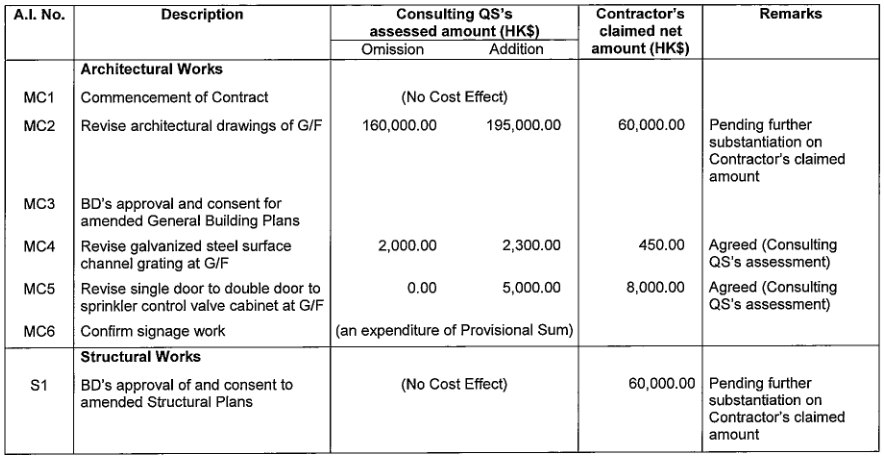 A.I. No. Description Consulting QS's assessed amount (HK$) Contractor's claimed net amount (HK$) Remarks
Omission Addition
Architectural Works
MC1 Commencement of Contract (No Cost Effect)
MC2 Revise architectural drawings of G/F 160,000.00 195,000.00 60,000.00 Pending further
substantiation on
Contractor's claimed
amount
MC3 BD's approval and consent for
amended General Building Plans
MC4 Revise galvanized steel surface 2,000.00 2,300.00 450.00 Agreed (Consulting
channel grating at G/F QS's assessment)
MC5 Revise single door to double door to 0.00 5,000.00 8,000.00 Agreed (Consulting
sprinkler control valve cabinet at G/F QS's assessment)
MC6 Confirm signage work (an expenditure of Provisional Sum)
Structural Works
S1 BD's approval of and consent to (No Cost Effect) 60,000.00 Pending further
amended Structural Plans substantiation on
Contractor's claimed
amount